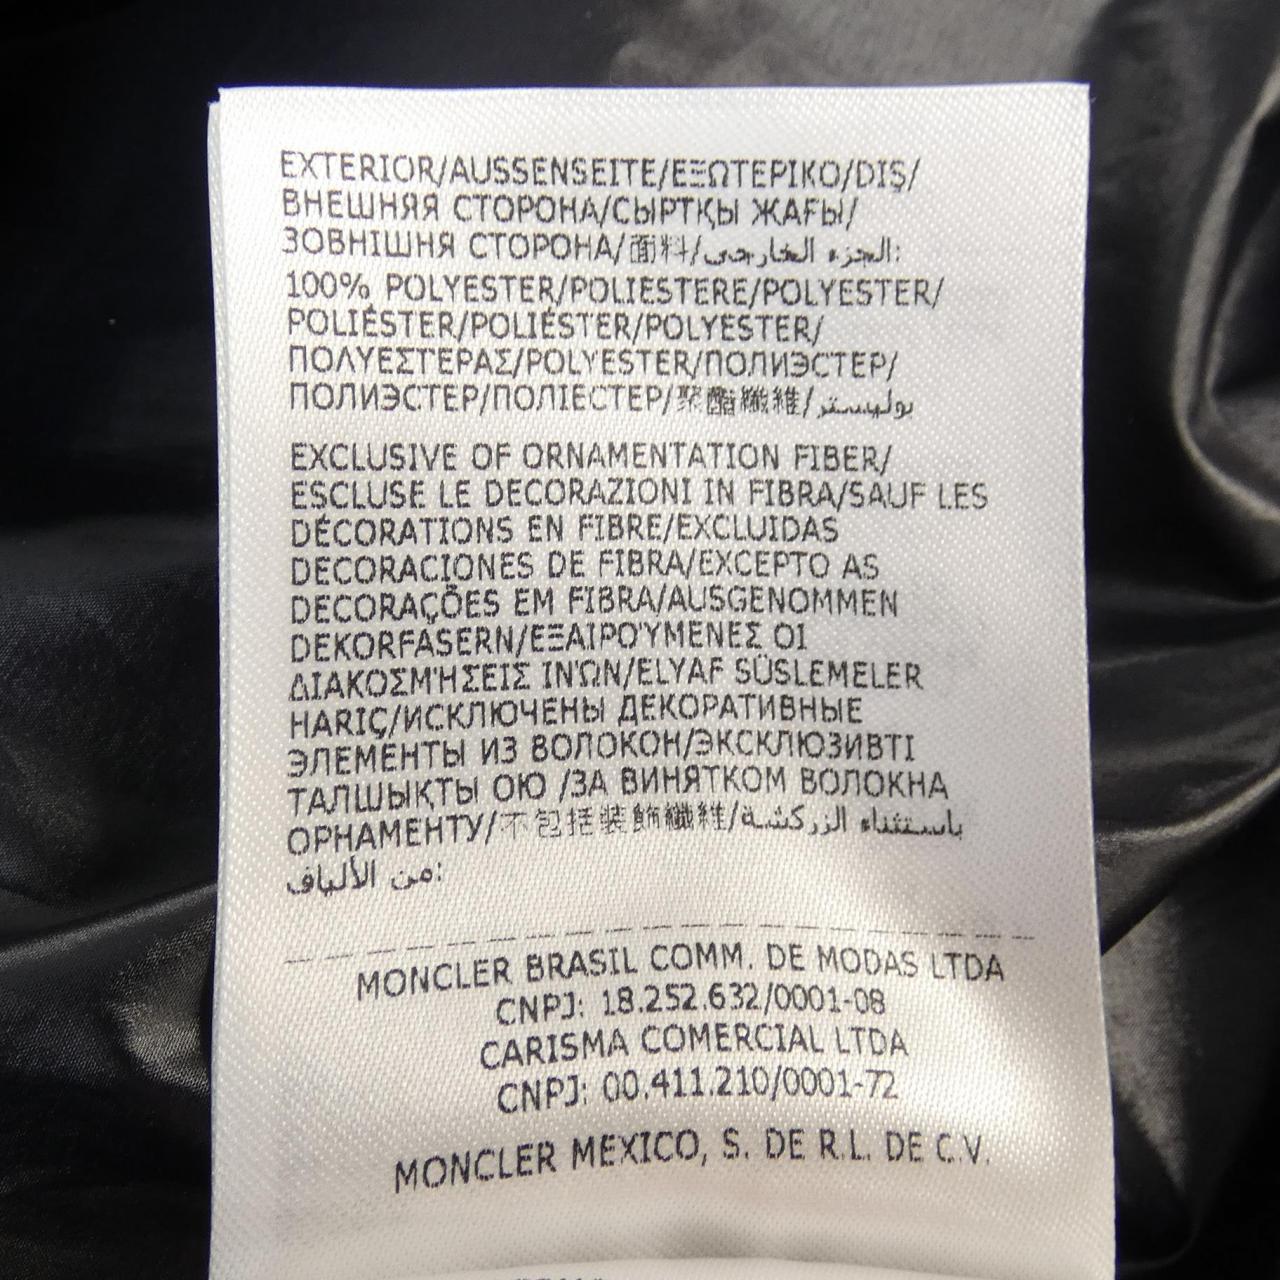 EXTERIOR/AUSSENSEITE/ΕΞΩΤΕΡΙΚΟ/DIŞ/
ВНЕШНЯЯ СТОРОНА/СЫРТҚЫ ЖАҒЫ/
ЗОВНІШНЯ СТОРОНА/面料/الجزء الخارجي:
100% POLYESTER/POLIESTERE/POLYESTER/
POLIÉSTER/POLIÉSTER/POLYESTER/
ΠΟΛΥΕΣΤΕΡΑΣ/POLYESTER/ПОЛИЭСТЕР/
ПОЛИЭСТЕР/ПОЛІЕСТЕР/聚酯纖維/بوليستر
EXCLUSIVE OF ORNAMENTATION FIBER/
ESCLUSE LE DECORAZIONI IN FIBRA/SAUF LES
DÉCORATIONS EN FIBRE/EXCLUIDAS
DECORACIONES DE FIBRA/EXCEPTO AS
DECORAÇÕES EM FIBRA/AUSGENOMMEN
DEKORFASERN/ΕΞΑΙΡΟΎΜΕΝΕΣ ΟΙ
ΔΙΑΚΟΣΜΉΣΕΙΣ ΙΝΏΝ/ELYAF SÜSLEMELER
HARIÇ/ИСКЛЮЧЕНЫ ДЕКОРАТИВНЫЕ
ЭЛЕМЕНТЫ ИЗ ВОЛОКОН/ЭКСКЛЮЗИВТІ
ТАЛШЫҚТЫ ОЮ /ЗА ВИНЯТКОМ ВОЛОКНА
ОРНАМЕНТУ/不包括裝飾纖維/باستثناء الزركشة
من الألياف:
MONCLER BRASIL COMM. DE MODAS LTDA
CNPJ: 18.252.632/0001-08
CARISMA COMERCIAL LTDA
CNPJ: 00.411.210/0001-72
MONCLER MEXICO, S. DE R.L. DE C.V.